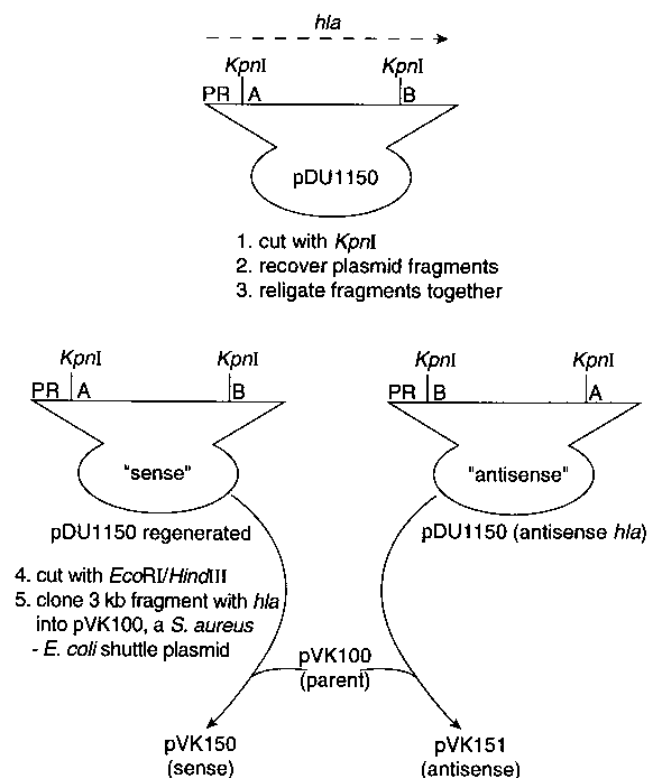 hla
KpnI KpnI
PR A B
pDU1150
1. cut with KpnI
2. recover plasmid fragments
3. religate fragments together
KpnI KpnI KpnI KpnI
PR A B PR B A
"sense" "antisense"
pDU1150 regenerated pDU1150 (antisense hla)
4. cut with EcoRI/HindIII
5. clone 3 kb fragment with hla
into pVK100, a S. aureus
- E. coli shuttle plasmid
pVK100
(parent)
pVK150 pVK151
(sense) (antisense)